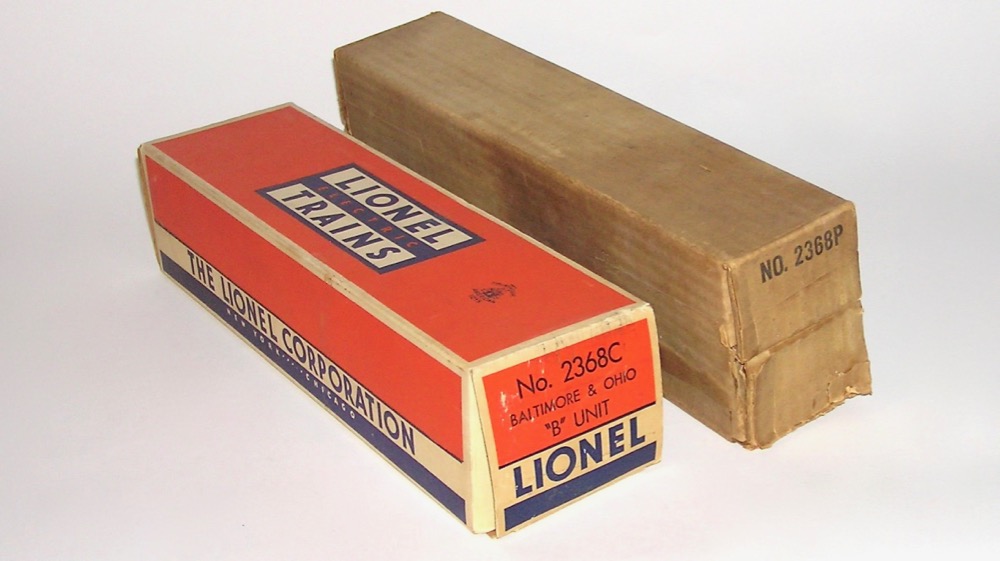 LIONEL
ELECTRIC
TRAINS
THE LIONEL CORPORATION
NEW YORK CHICAGO
No. 2368C
BALTIMORE & OHIO
"B" UNIT
LIONEL
NO. 2368P